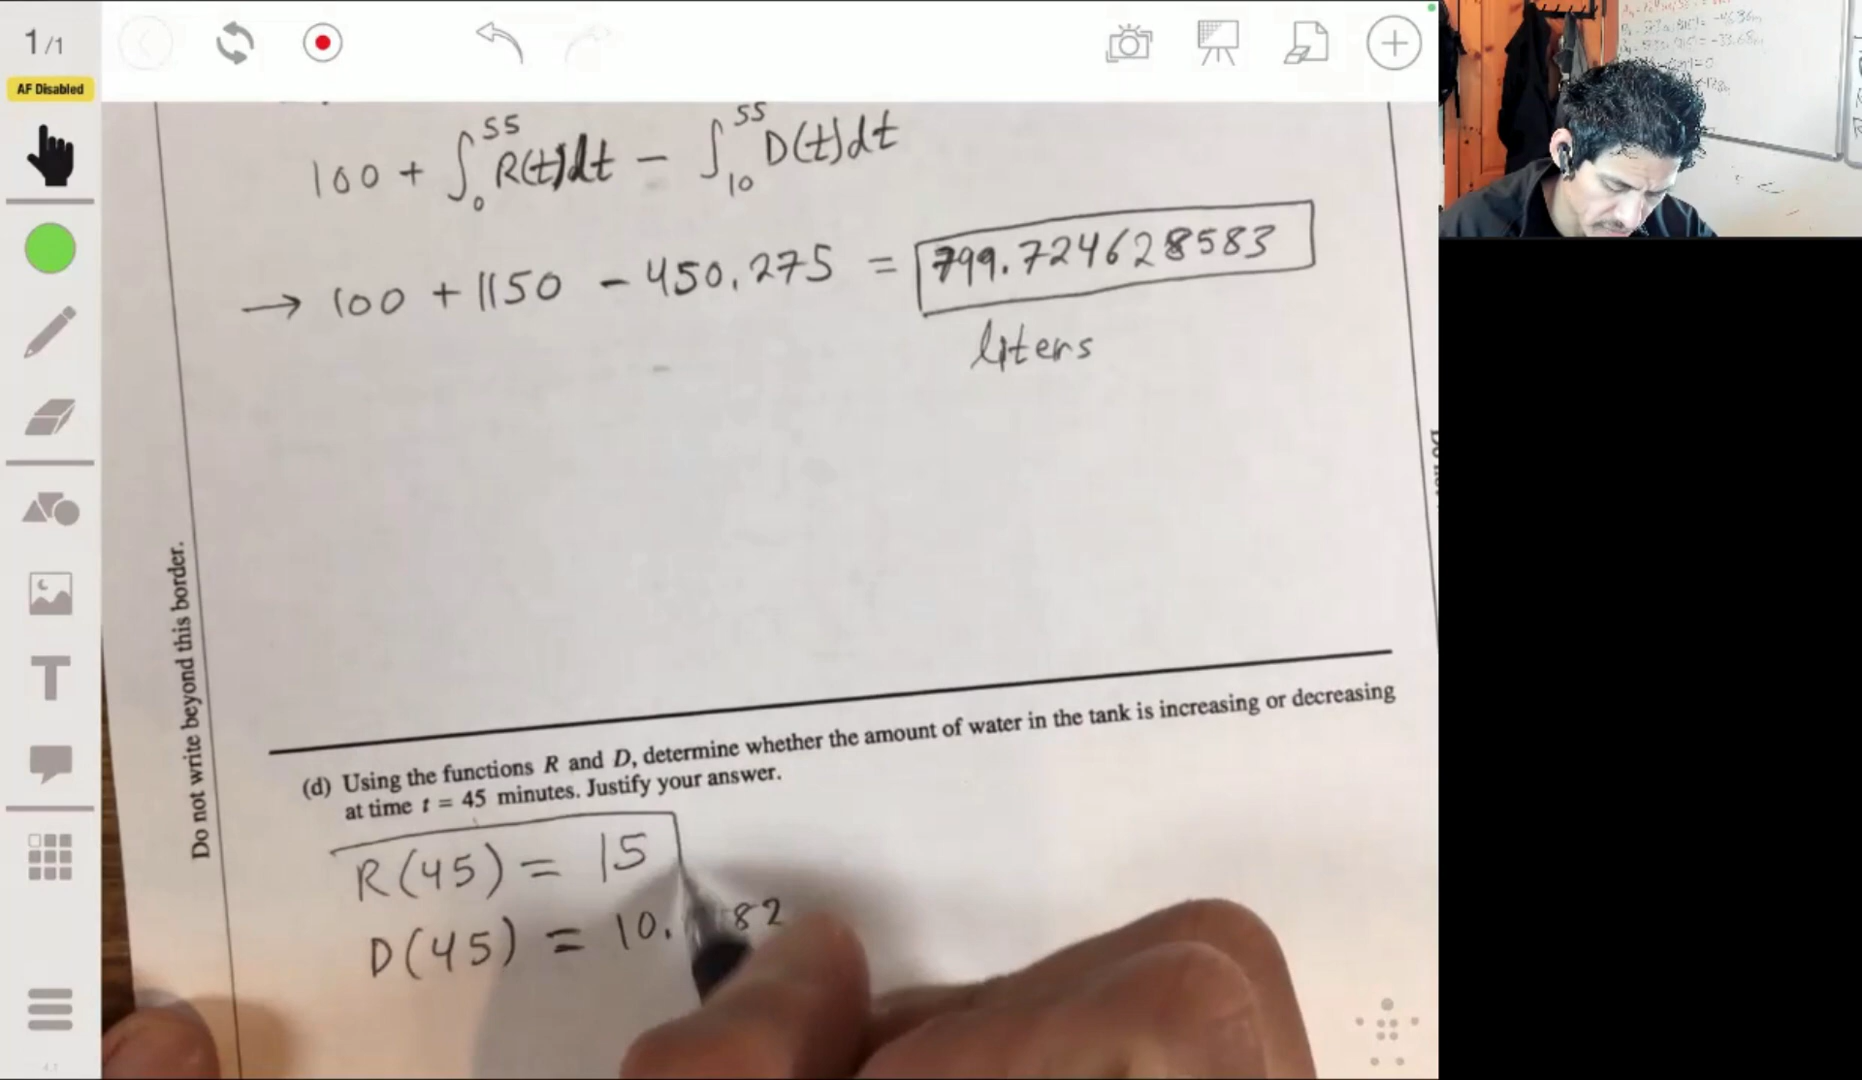 1/1
AF Disabled
100 + ∫₀⁵⁵ R(t)dt − ∫₁₀⁵⁵ D(t)dt
→ 100 + 1150 − 450.275 = 799.724628583
liters
Do not write beyond this border.
(d) Using the functions R and D, determine whether the amount of water in the tank is increasing or decreasing
at time t = 45 minutes. Justify your answer.
R(45) = 15
D(45) = 10.
T